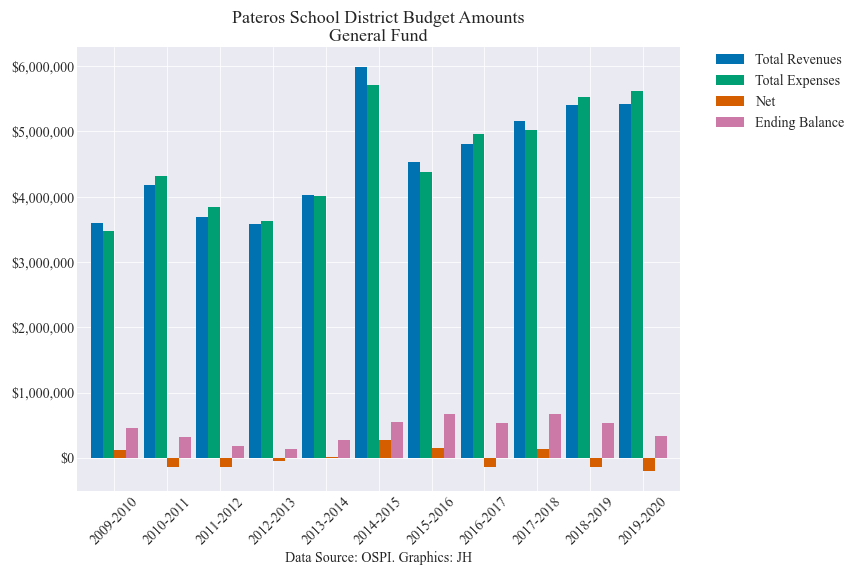 Pateros School District Budget Amounts
General Fund
$6,000,000
$5,000,000
$4,000,000
$3,000,000
$2,000,000
$1,000,000
$0
2009-2010
2010-2011
2011-2012
2012-2013
2013-2014
2014-2015
2015-2016
2016-2017
2017-2018
2018-2019
2019-2020
Data Source: OSPI. Graphics: JH
Total Revenues
Total Expenses
Net
Ending Balance